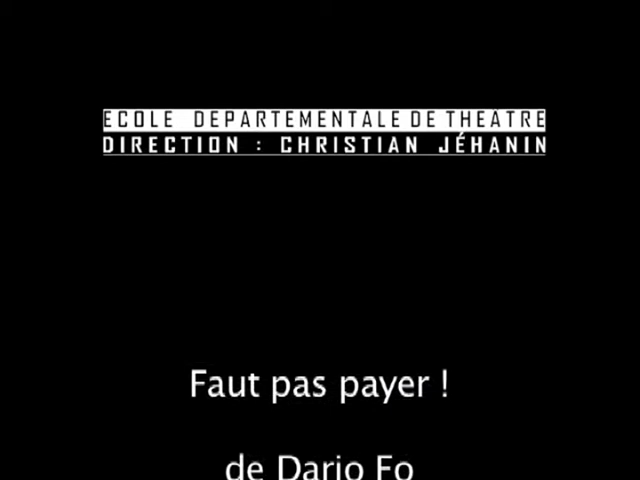 ECOLE DEPARTEMENTALE DE THEATRE
DIRECTION : CHRISTIAN JÉHANIN
Faut pas payer !
de Dario Fo